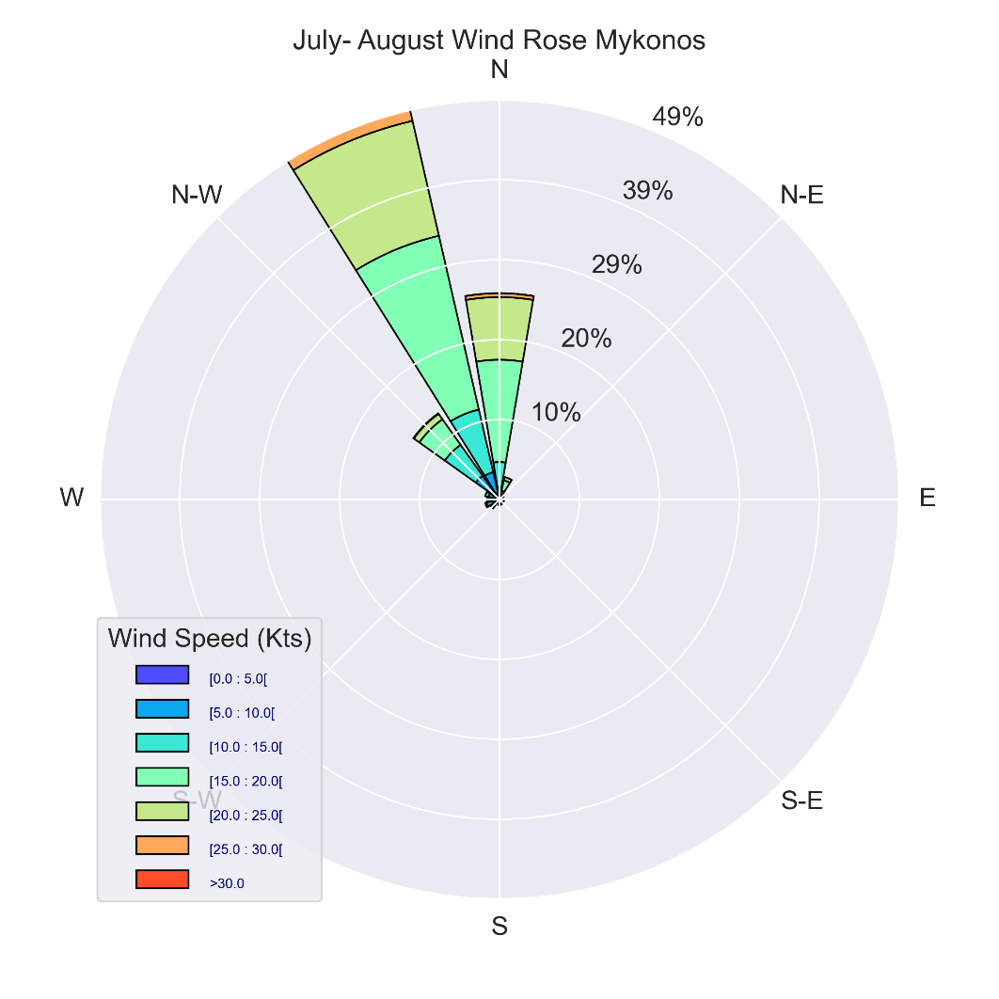 July- August Wind Rose Mykonos
N
49%
N-W
39%
N-E
29%
20%
10%
W
E
Wind Speed (Kts)
[0.0 : 5.0[
[5.0 : 10.0[
[10.0 : 15.0[
[15.0 : 20.0[
S-W
S-E
[20.0 : 25.0[
[25.0 : 30.0[
>30.0
S